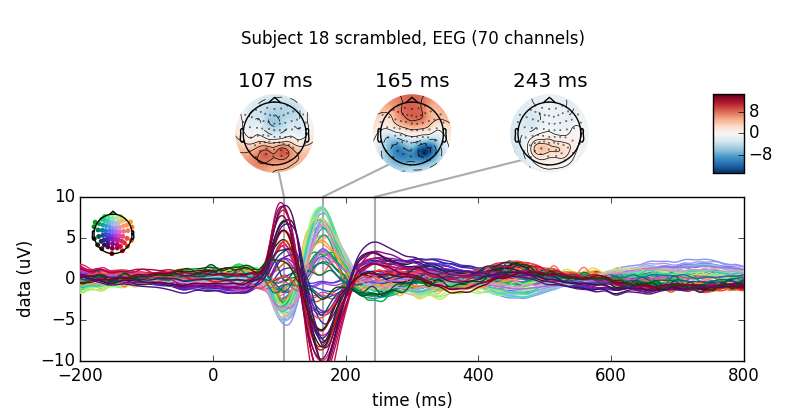 Subject 18 scrambled, EEG (70 channels)
107 ms 165 ms 243 ms
8
0
−8
10
5
0
−5
−10
data (uV)
−200 0 200 400 600 800
time (ms)